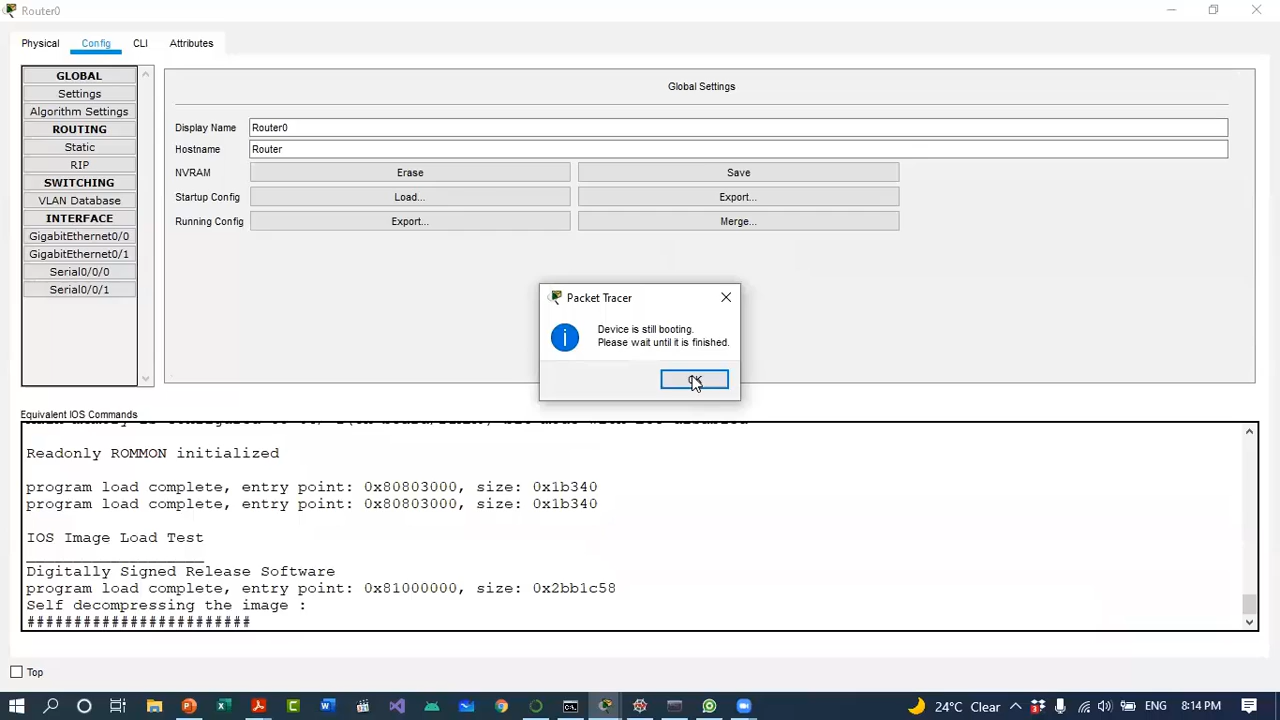 Router0
Physical
Config
CLI
Attributes
GLOBAL
Settings
Algorithm Settings
ROUTING
Static
RIP
SWITCHING
VLAN Database
INTERFACE
GigabitEthernet0/0
GigabitEthernet0/1
Serial0/0/0
Serial0/0/1
Global Settings
Display Name Router0
Hostname Router
NVRAM Erase Save
Startup Config Load... Export...
Running Config Export... Merge...
Packet Tracer
Device is still booting.
Please wait until it is finished.
OK
Equivalent IOS Commands
Readonly ROMMON initialized
program load complete, entry point: 0x80803000, size: 0x1b340
program load complete, entry point: 0x80803000, size: 0x1b340
IOS Image Load Test
___________________
Digitally Signed Release Software
program load complete, entry point: 0x81000000, size: 0x2bb1c58
Self decompressing the image :
########################
Top
24°C Clear
ENG
8:14 PM